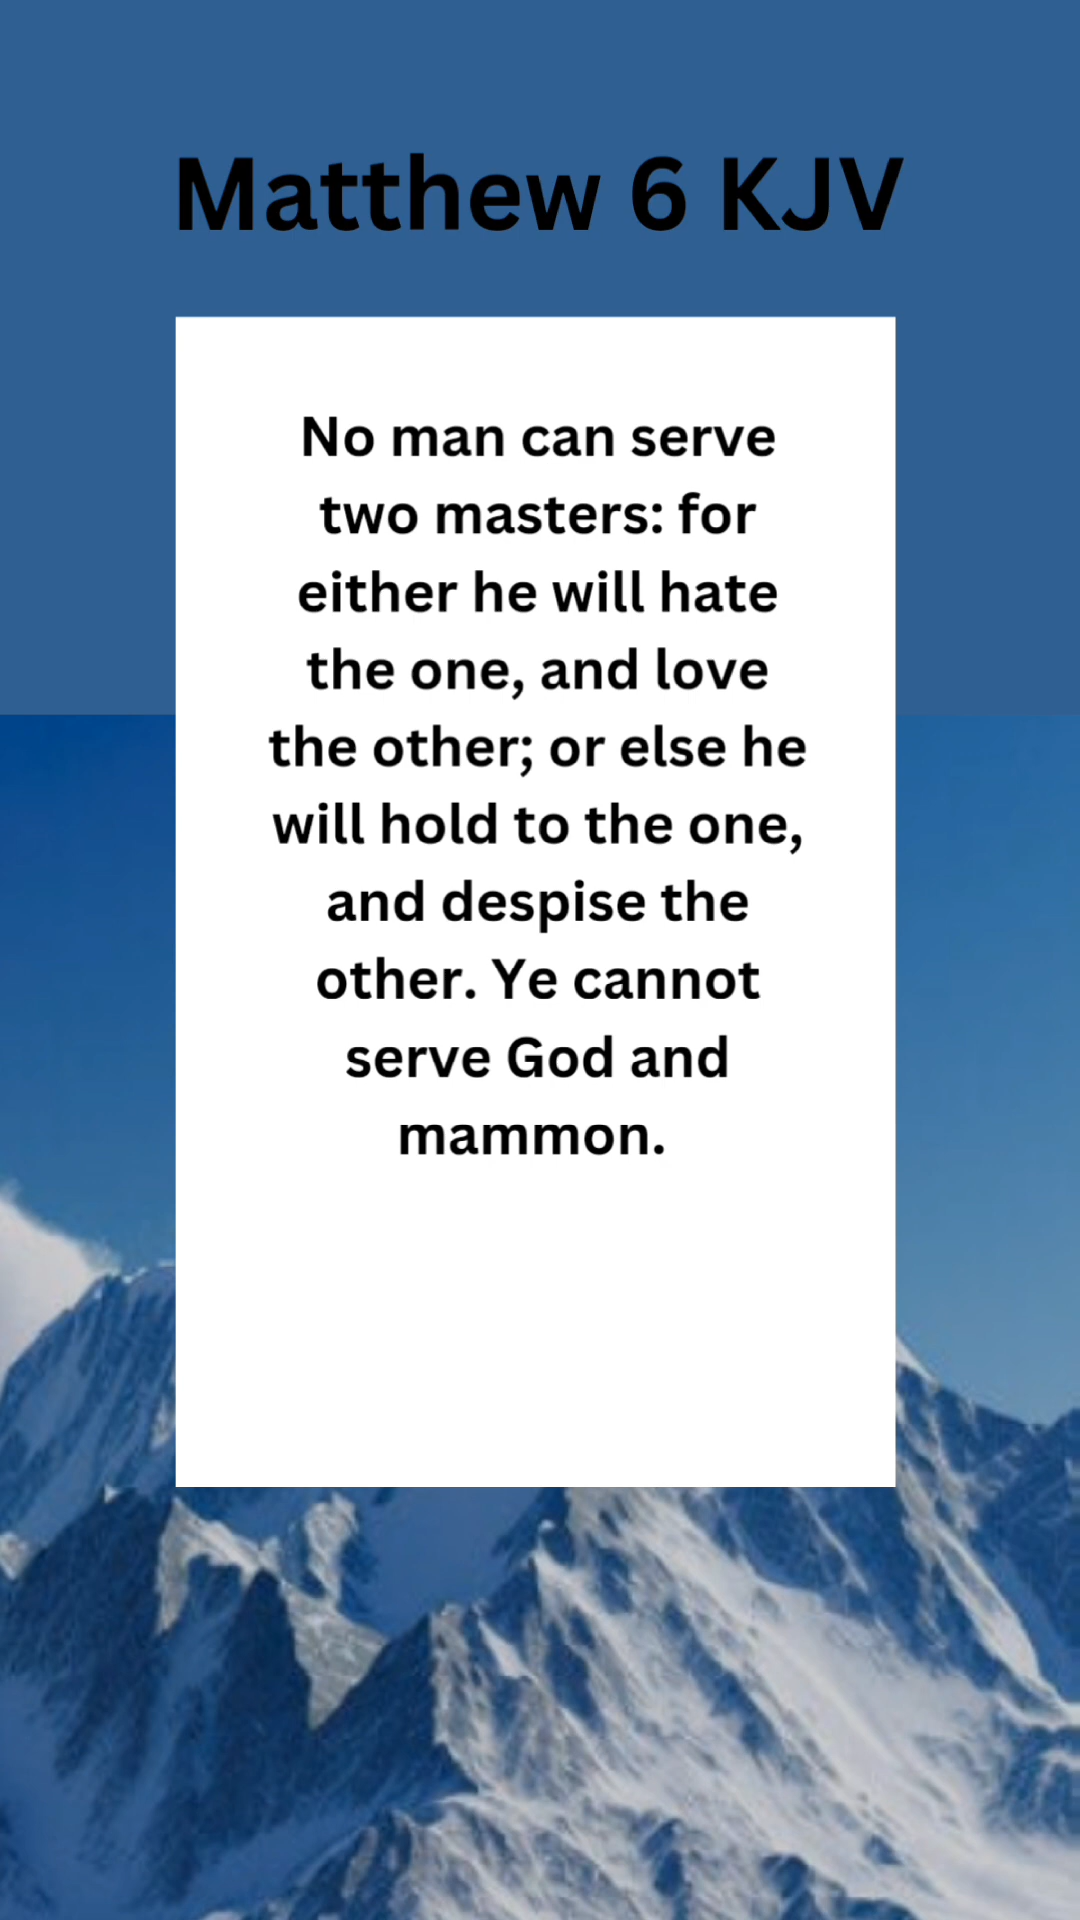 Matthew 6 KJV
No man can serve
two masters: for
either he will hate
the one, and love
the other; or else he
will hold to the one,
and despise the
other. Ye cannot
serve God and
mammon.